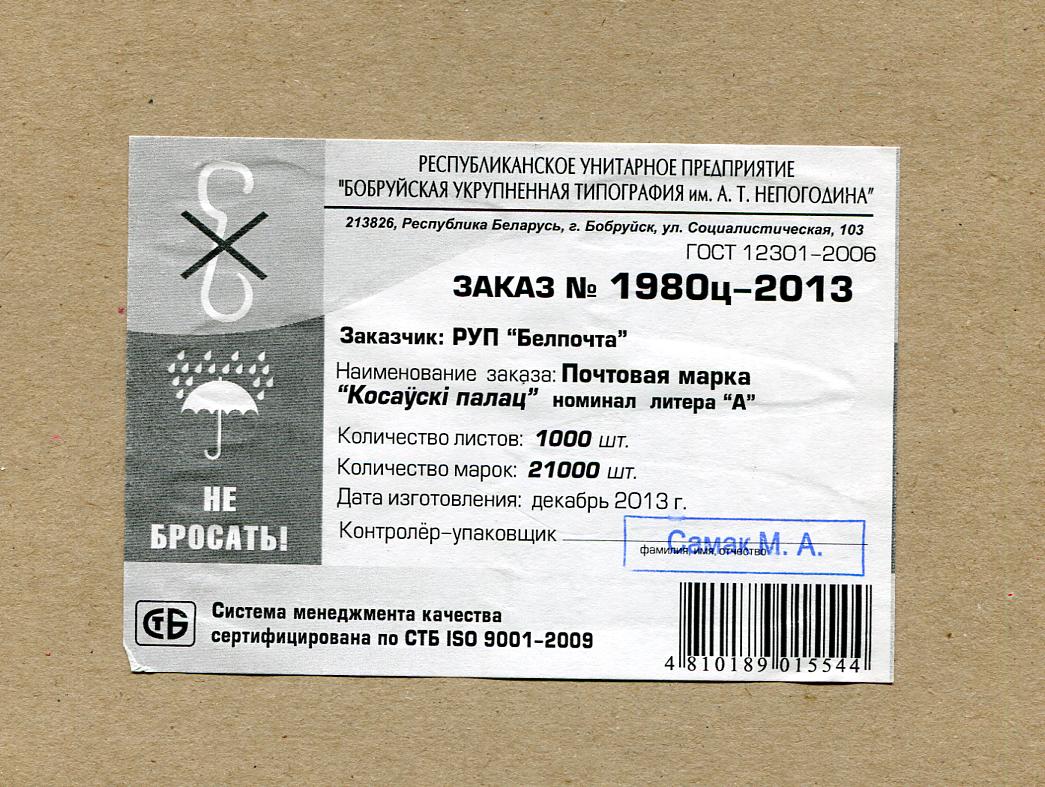 РЕСПУБЛИКАНСКОЕ УНИТАРНОЕ ПРЕДПРИЯТИЕ
"БОБРУЙСКАЯ УКРУПНЕННАЯ ТИПОГРАФИЯ им. А. Т. НЕПОГОДИНА"
213826, Республика Беларусь, г. Бобруйск, ул. Социалистическая, 103
ГОСТ 12301-2006
ЗАКАЗ № 1980ц-2013
Заказчик: РУП "Белпочта"
Наименование заказа: Почтовая марка
"Косаўскі палац" номинал литера "А"
Количество листов: 1000 шт.
Количество марок: 21000 шт.
Дата изготовления: декабрь 2013 г.
Контролёр-упаковщик
Самак М. А.
фамилия, имя, отчество
НЕ
БРОСАТЬ!
СТБ
Система менеджмента качества
сертифицирована по СТБ ISO 9001-2009
4 810189 015544